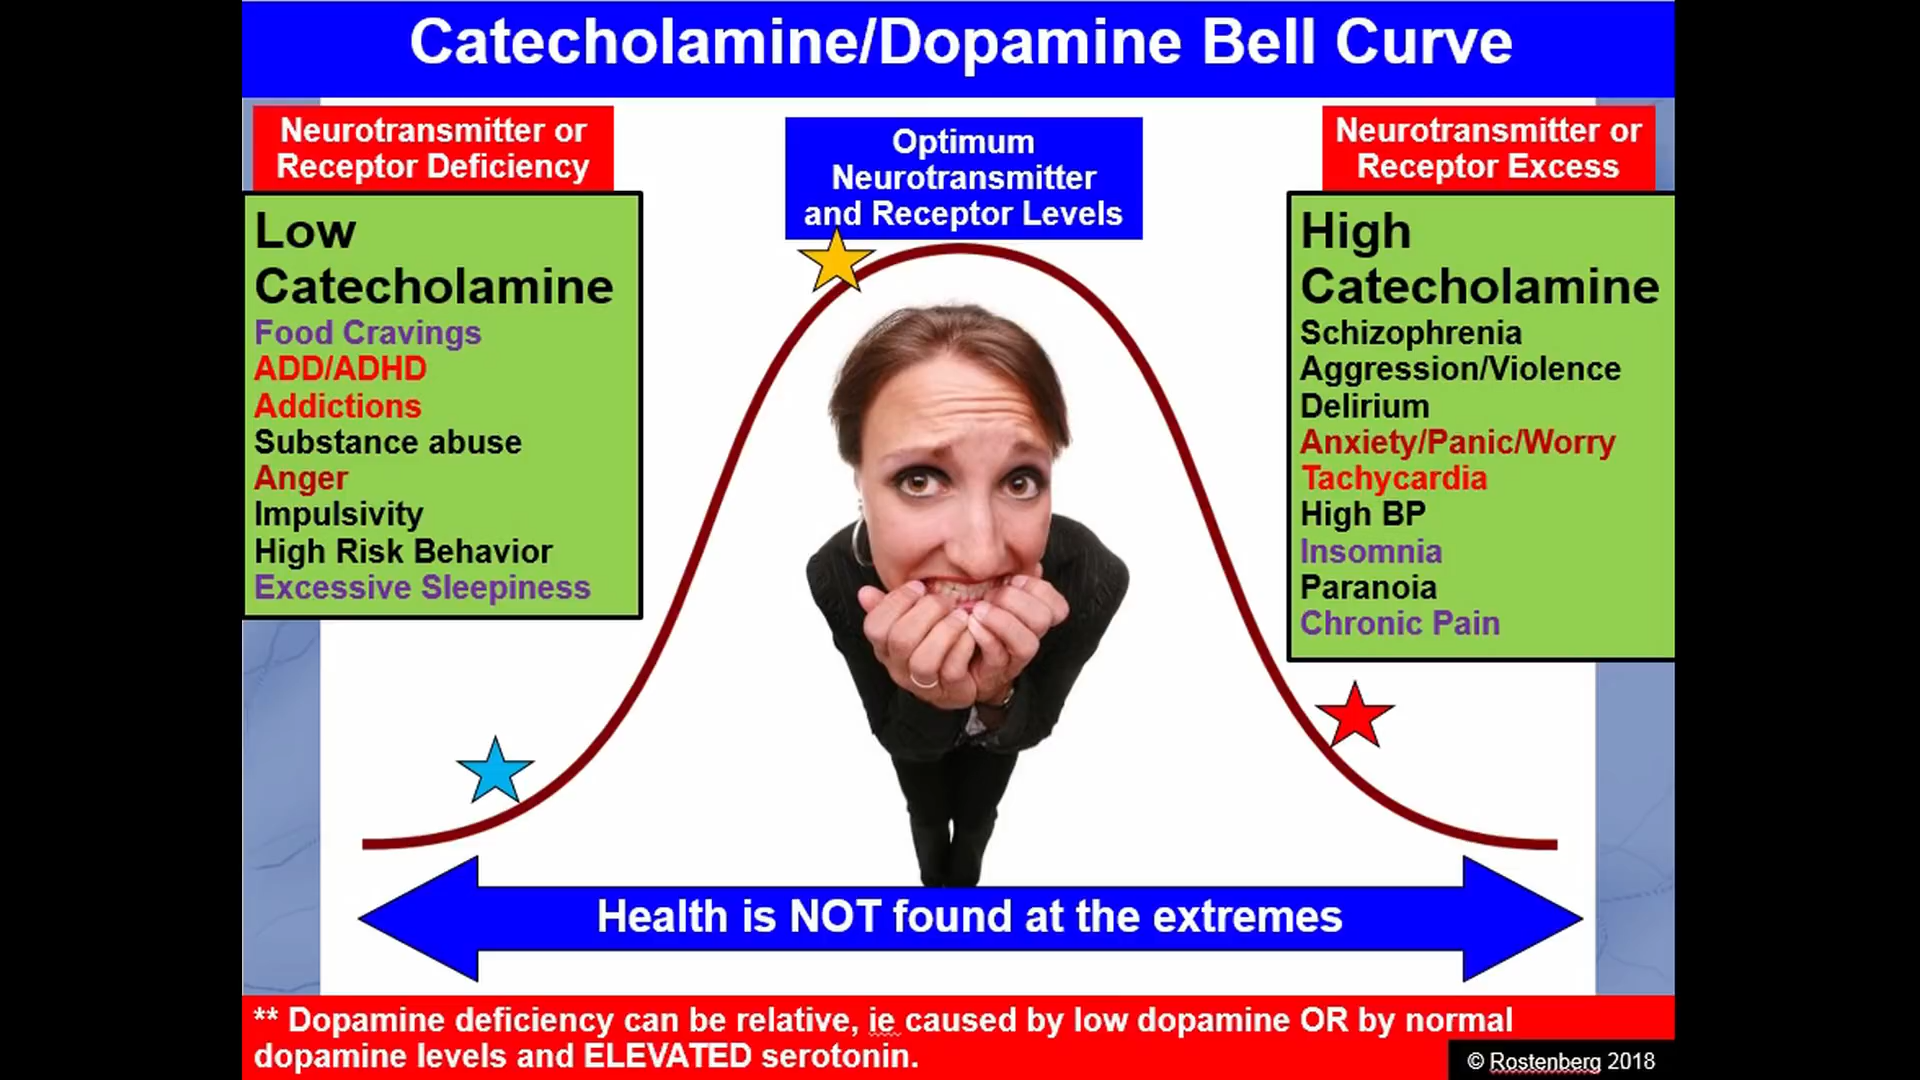 Catecholamine/Dopamine Bell Curve
Neurotransmitter or
Receptor Deficiency
Low
Catecholamine
Food Cravings
ADD/ADHD
Addictions
Substance abuse
Anger
Impulsivity
High Risk Behavior
Excessive Sleepiness
Optimum
Neurotransmitter
and Receptor Levels
Neurotransmitter or
Receptor Excess
High
Catecholamine
Schizophrenia
Aggression/Violence
Delirium
Anxiety/Panic/Worry
Tachycardia
High BP
Insomnia
Paranoia
Chronic Pain
Health is NOT found at the extremes
** Dopamine deficiency can be relative, ie caused by low dopamine OR by normal
dopamine levels and ELEVATED serotonin.
© Rostenberg 2018